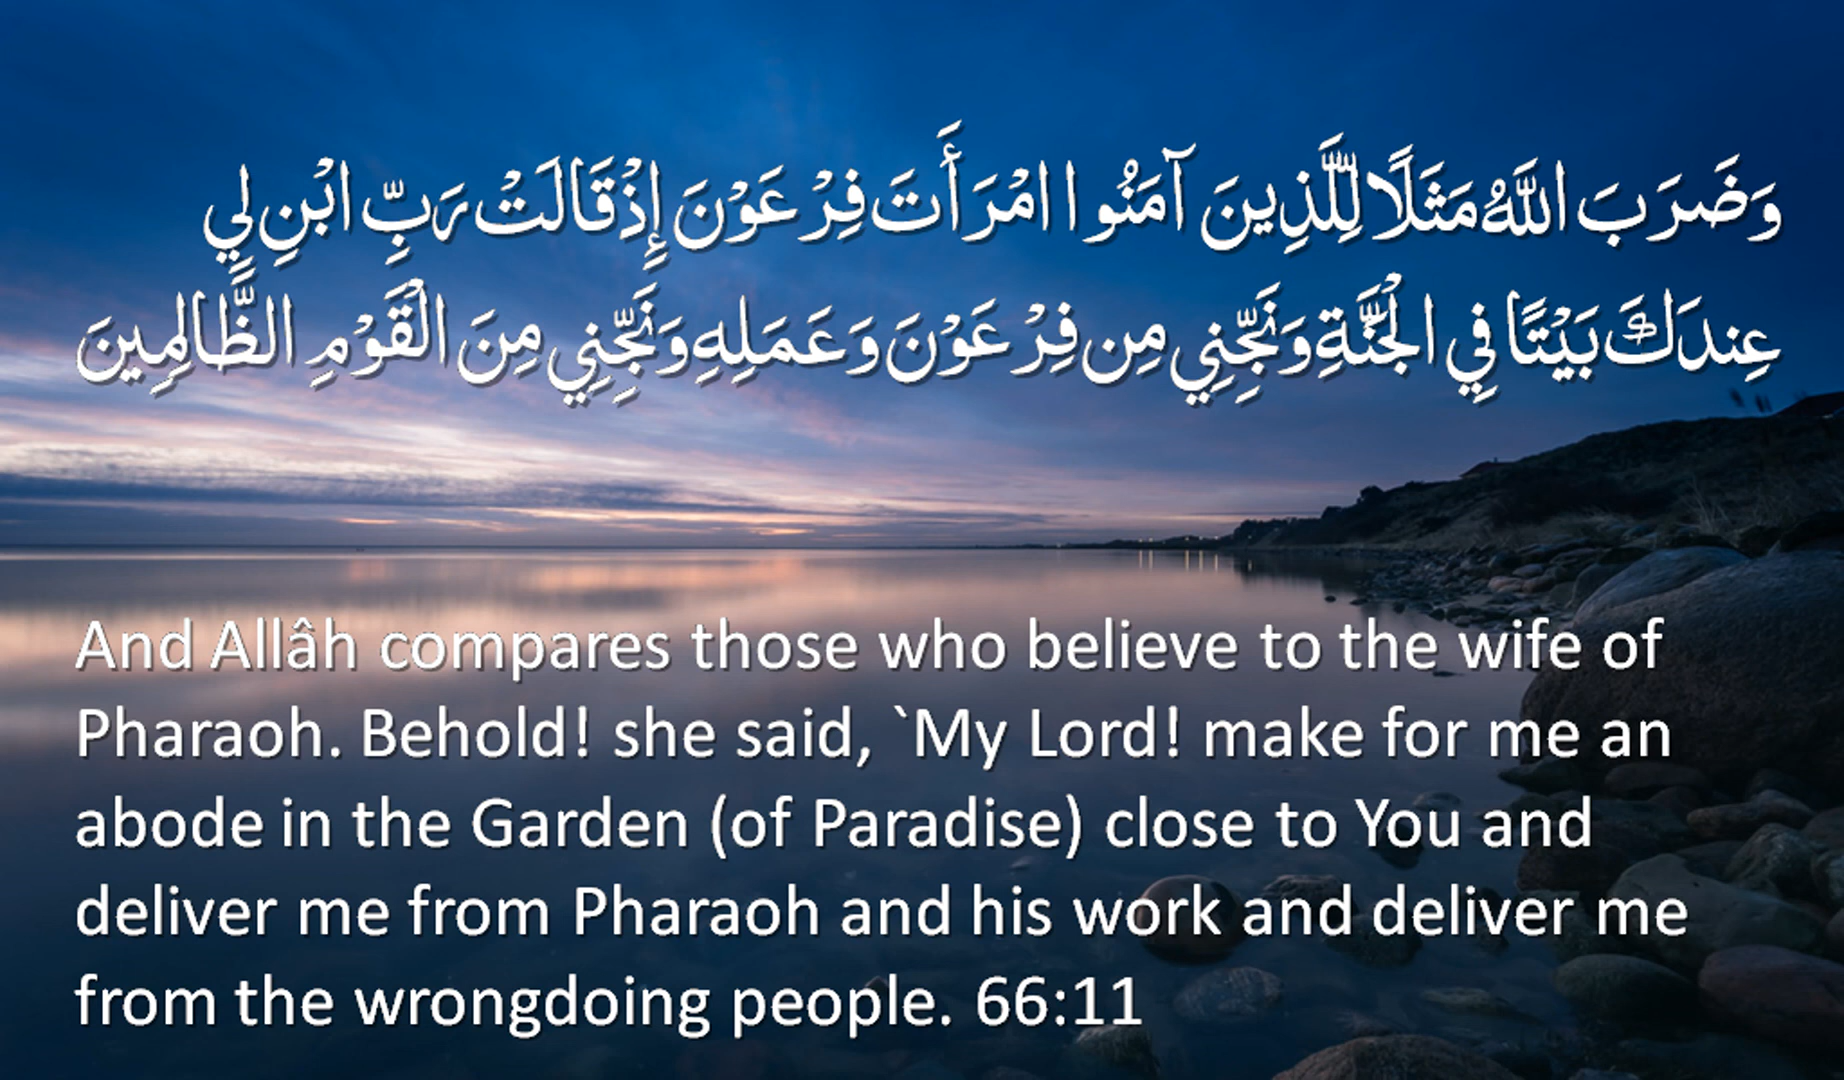 وَضَرَبَ اللَّهُ مَثَلًا لِلَّذِينَ آمَنُوا امْرَأَتَ فِرْعَوْنَ إِذْ قَالَتْ رَبِّ ابْنِ لِي
عِندَكَ بَيْتًا فِي الْجَنَّةِ وَنَجِّنِي مِن فِرْعَوْنَ وَعَمَلِهِ وَنَجِّنِي مِنَ الْقَوْمِ الظَّالِمِينَ
And Allâh compares those who believe to the wife of
Pharaoh. Behold! she said, `My Lord! make for me an
abode in the Garden (of Paradise) close to You and
deliver me from Pharaoh and his work and deliver me
from the wrongdoing people. 66:11